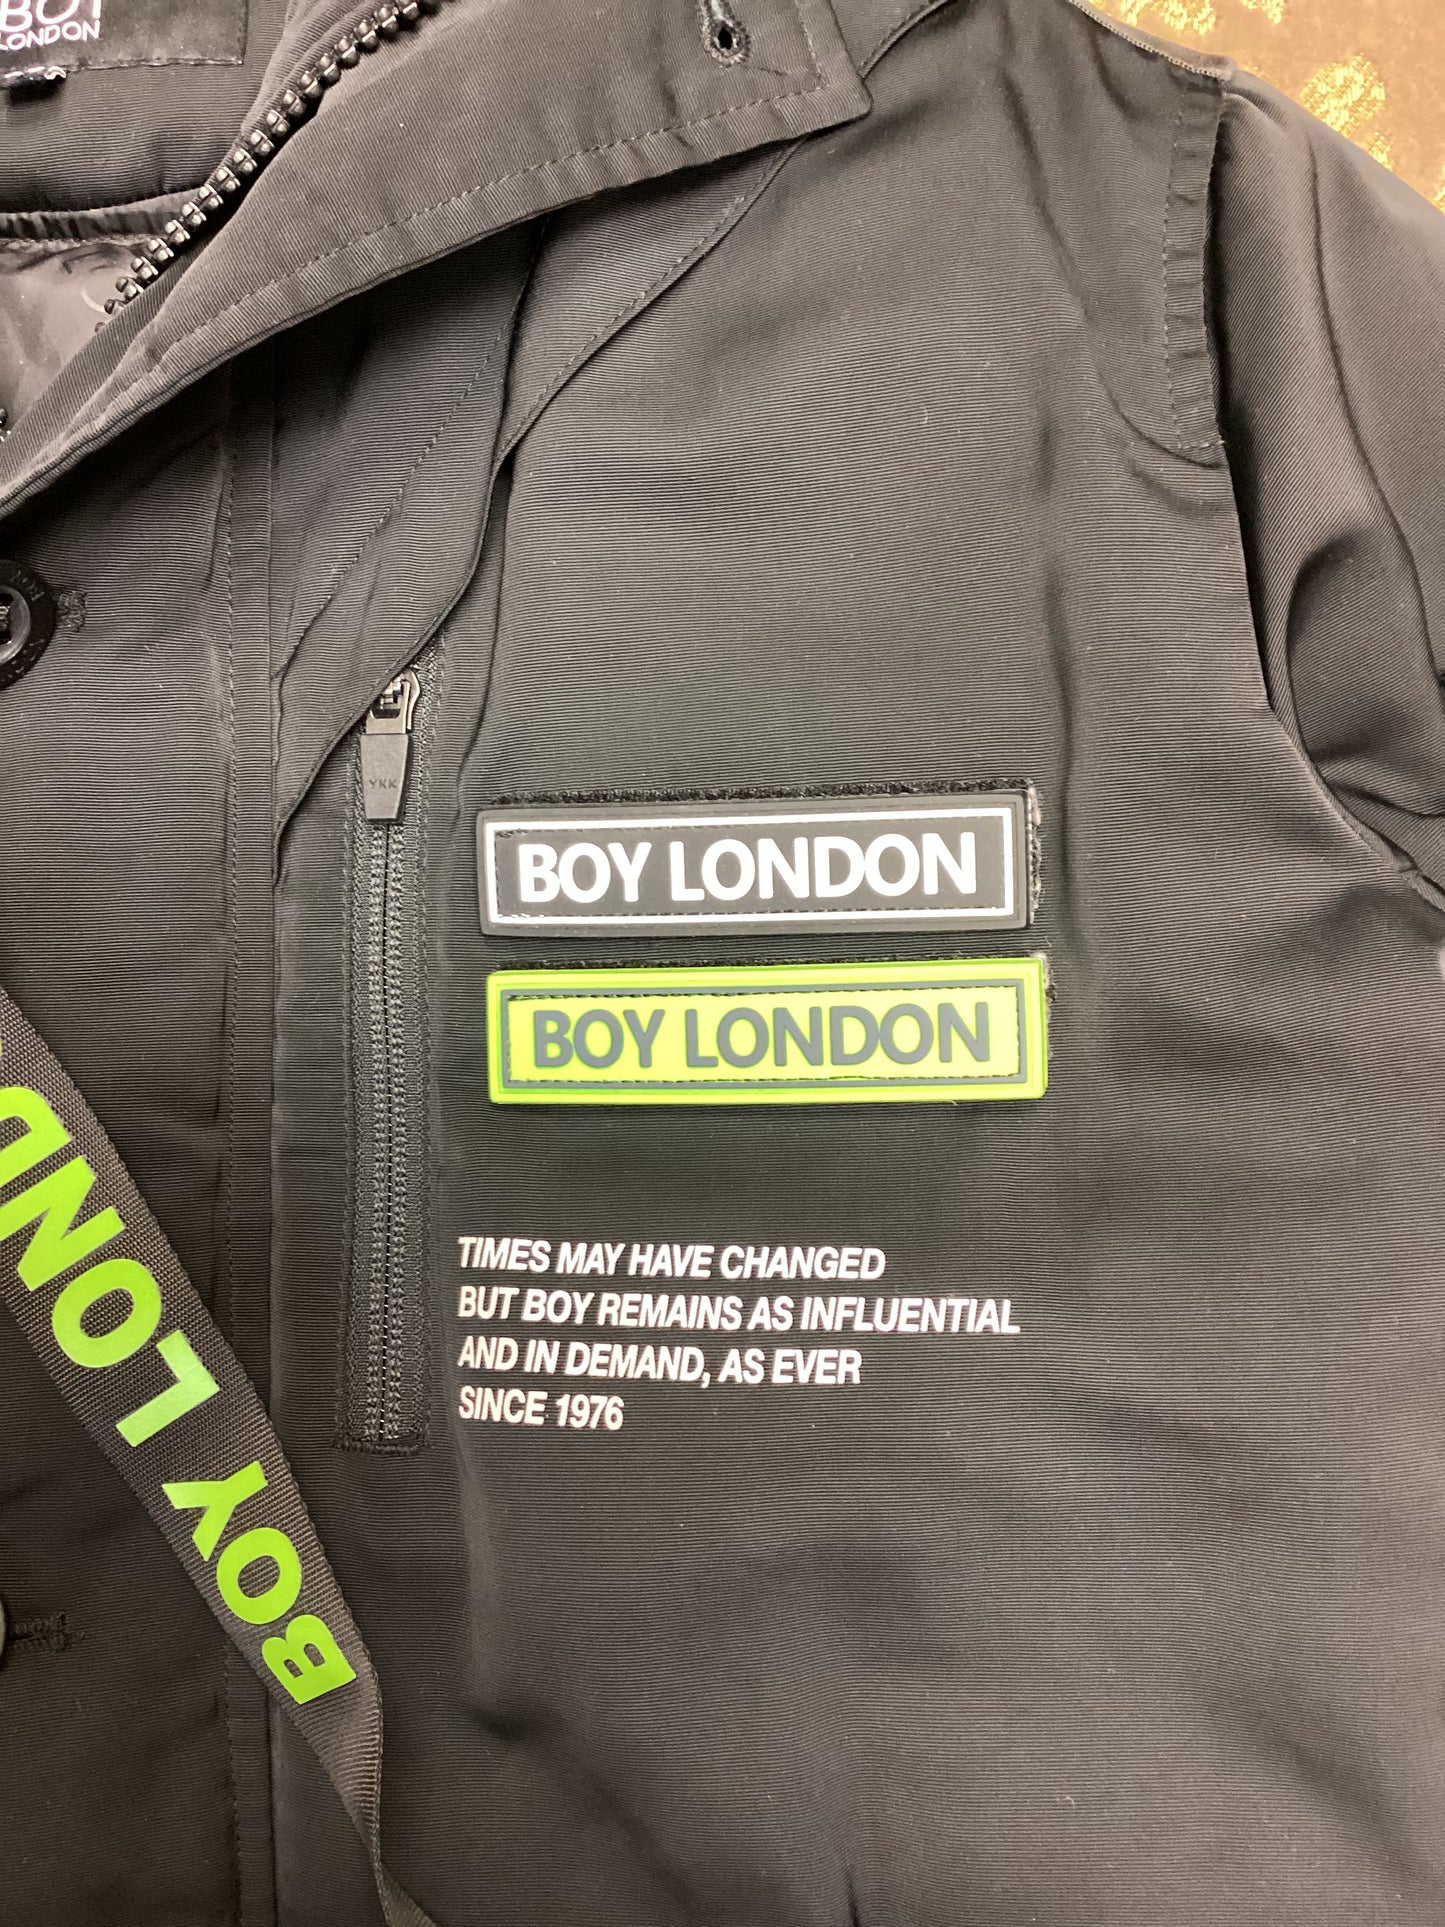 BOY
LONDON
YKK
BOY LONDON
BOY LONDON
TIMES MAY HAVE CHANGED
BUT BOY REMAINS AS INFLUENTIAL
AND IN DEMAND, AS EVER
SINCE 1976
BOY LOND